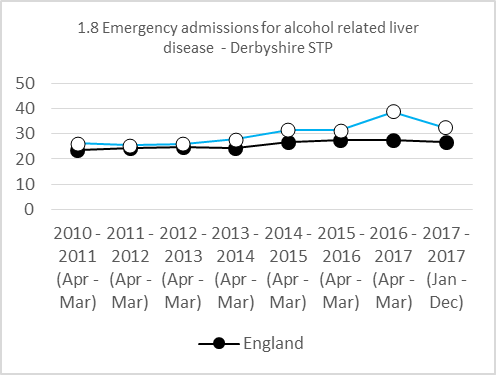 1.8 Emergency admissions for alcohol related liver
disease - Derbyshire STP
50
40
30
20
10
0
2010 -
2011
(Apr -
Mar)
2011 -
2012
(Apr -
Mar)
2012 -
2013
(Apr -
Mar)
2013 -
2014
(Apr -
Mar)
2014 -
2015
(Apr -
Mar)
2015 -
2016
(Apr -
Mar)
2016 -
2017
(Apr -
Mar)
2017 -
2017
(Jan -
Dec)
England